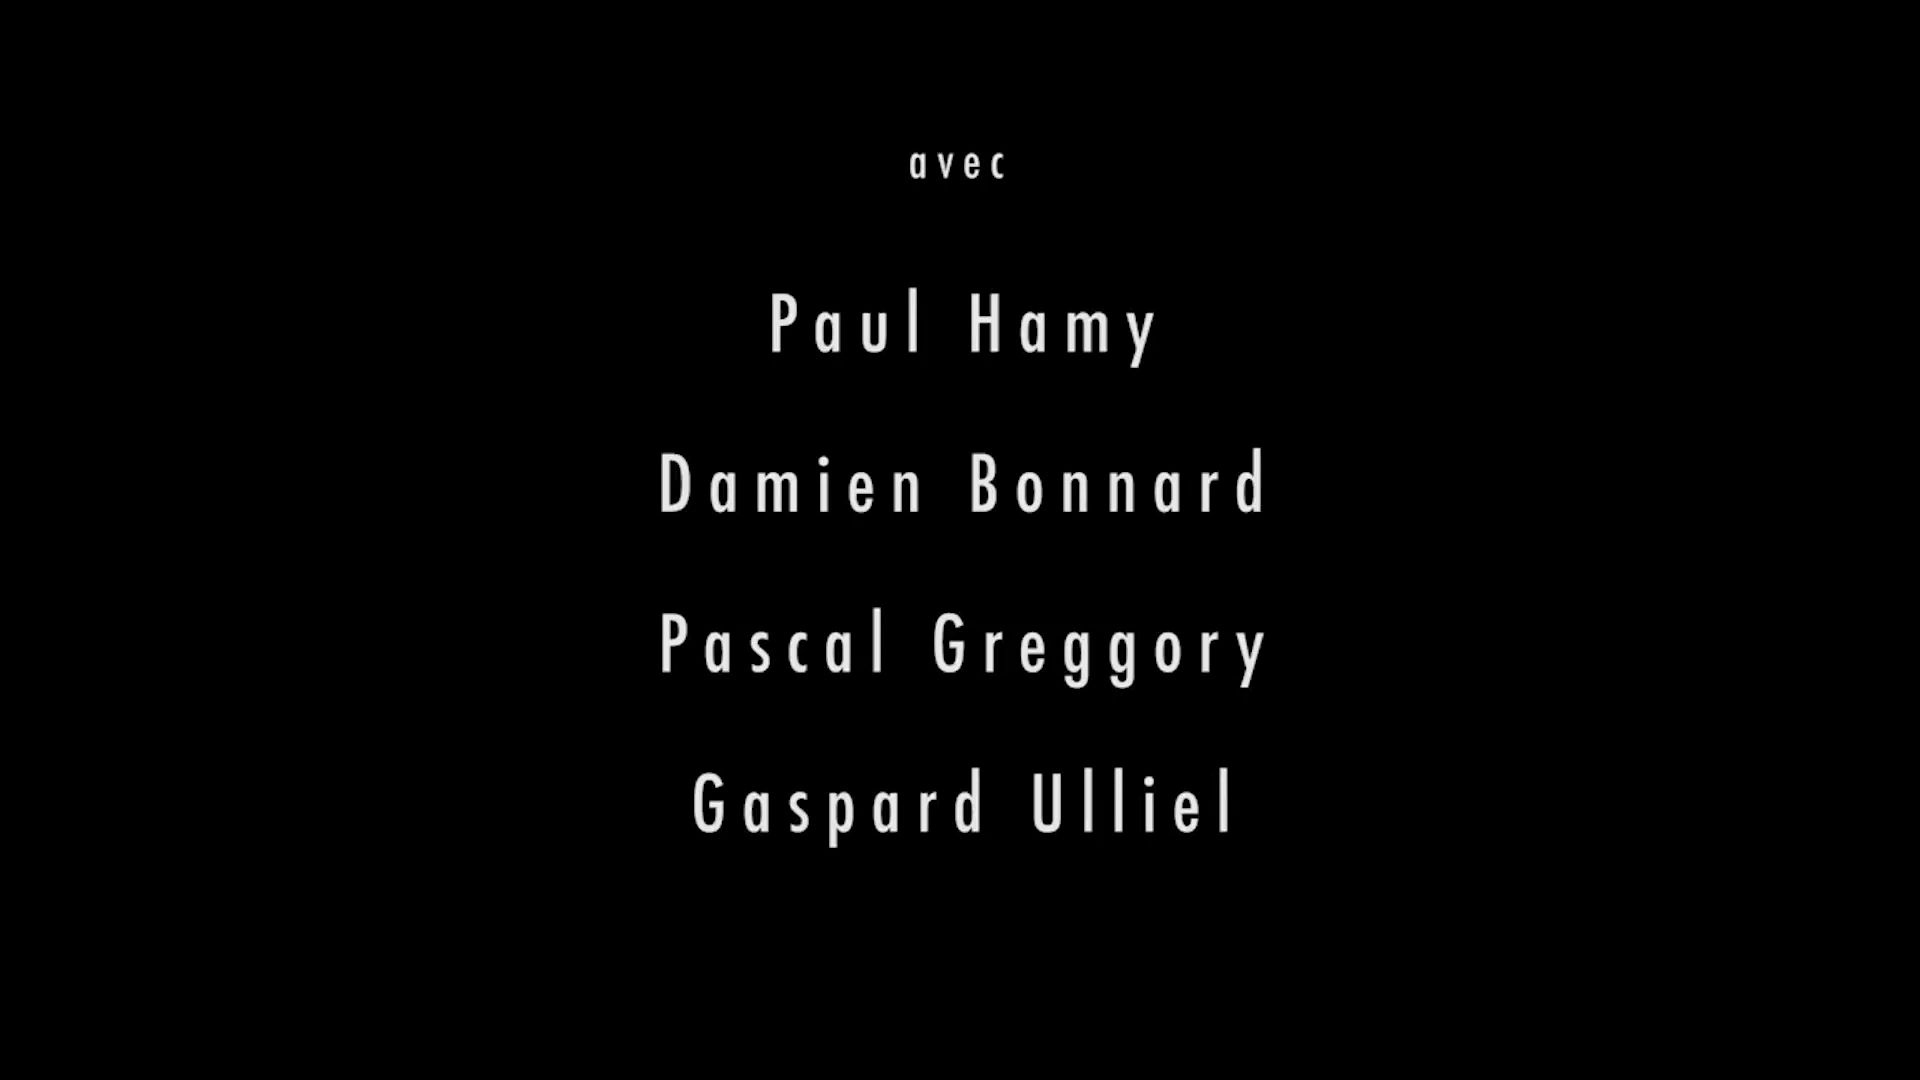 avec
Paul Hamy
Damien Bonnard
Pascal Greggory
Gaspard Ulliel